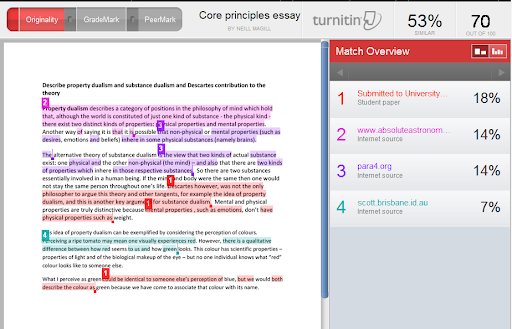 Originality GradeMark PeerMark
Core principles essay
BY NEILL MAGILL
turnitin
53%
SIMILAR
70
OUT OF 100
Describe property dualism and substance dualism and Descartes contribution to the
theory
2
Property dualism describes a category of positions in the philosophy of mind which hold
that, although the world is constituted of just one kind of substance - the physical kind -
there exist two distinct kinds of properties: physical properties and mental properties.
3
Another way of saying it is that it is possible that non-physical or mental properties (such as
desires, emotions and beliefs) inhere in some physical substances (namely brains).
3
The alternative theory of substance dualism is the view that two kinds of actual substance
exist: one physical and the other non-physical (the mind) – and also that there are two kinds
of properties which inhere in those respective substances. So there are two substances
essentially involved in a human being. If the mind and body were the same then one would
1
not stay the same person throughout one's life. Descartes however, was not the only
philosopher to argue this theory and other tangents, for example the idea of property
dualism, and this is another key argument for substance dualism. Mental and physical
1
properties are truly distinctive because mental properties, such as emotions, don't have
physical properties such as weight.
4
This idea of dualism can be exemplified by considering the perception of colours.
Perceiving a ripe tomato may mean one visually experiences red. However, there is a qualitative
difference between how red seems to us and how green looks. This colour has scientific properties –
properties of light and of the biological makeup of the eye – but no one individual knows what "red"
colour looks like to someone else.
1
What I perceive as green could be identical to someone else's perception of blue, but we would both
describe the colour as green because we have come to associate that colour with its name.
Match Overview
1 Submitted to University... 18%
Student paper
2 www.absoluteastronom... 14%
Internet source
3 para4.org 14%
Internet source
4 scott.brisbane.id.au 7%
Internet source